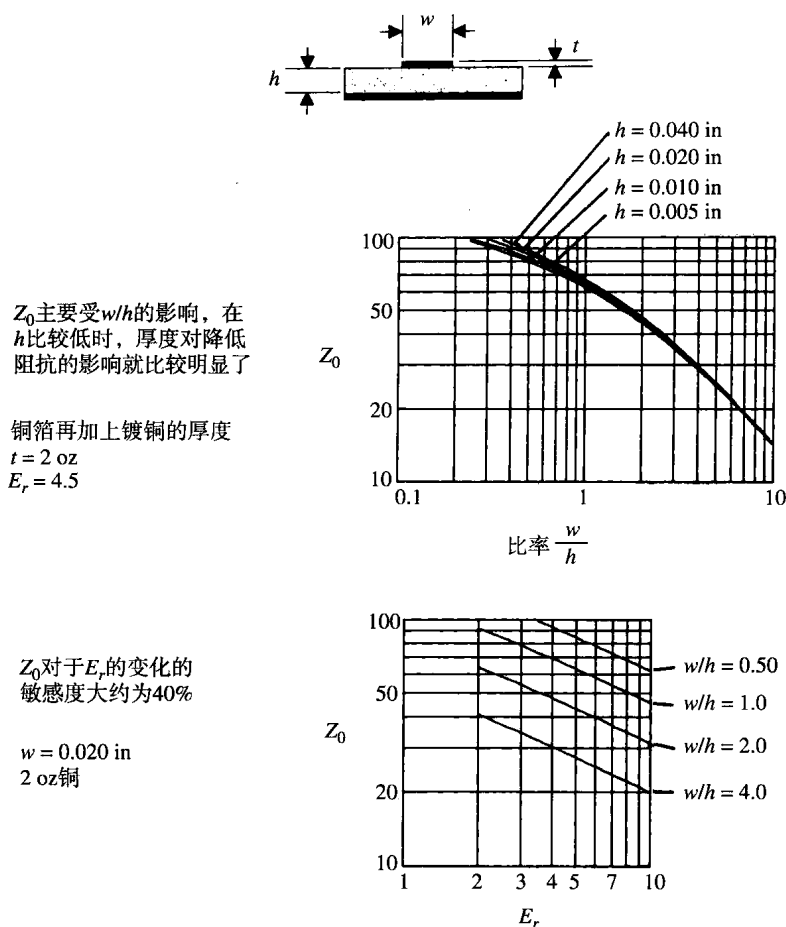 w
t
h
h = 0.040 in
h = 0.020 in
h = 0.010 in
h = 0.005 in
100
50
20
10
Z0
0.1
1
10
比率 w/h
Z0主要受w/h的影响，在
h比较低时，厚度对降低
阻抗的影响就比较明显了
铜箔再加上镀铜的厚度
t = 2 oz
Er = 4.5
100
50
20
10
Z0
1
2
3
4
5
7
10
Er
w/h = 0.50
w/h = 1.0
w/h = 2.0
w/h = 4.0
Z0对于Er的变化的
敏感度大约为40%
w = 0.020 in
2 oz铜